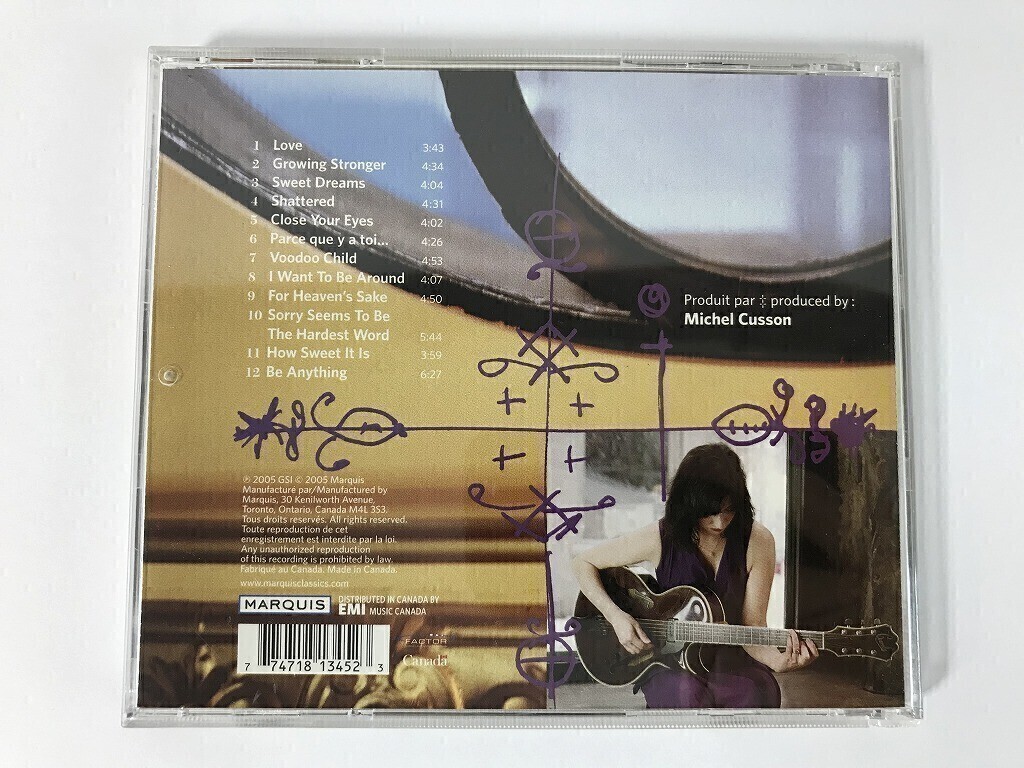 1 Love 3:43
2 Growing Stronger 4:34
3 Sweet Dreams 4:04
4 Shattered 4:31
5 Close Your Eyes 4:02
6 Parce que y a toi... 4:26
7 Voodoo Child 4:53
8 I Want To Be Around 4:07
9 For Heaven's Sake 4:50
10 Sorry Seems To Be
The Hardest Word 5:44
11 How Sweet It Is 3:59
12 Be Anything 6:27
Produit par ‡ produced by :
Michel Cusson
℗ 2005 GSI © 2005 Marquis
Manufacturé par/Manufactured by
Marquis, 30 Kenilworth Avenue,
Toronto, Ontario, Canada M4L 3S3.
Tous droits reservés. All rights reserved.
Toute reproduction de cet
enregistrement est interdite par la loi.
Any unauthorized reproduction
of this recording is prohibited by law.
Fabriqué au Canada. Made in Canada.
www.marquisclassics.com
MARQUIS
DISTRIBUTED IN CANADA BY
EMI MUSIC CANADA
7 74718 13452 3
FACTOR
Canada